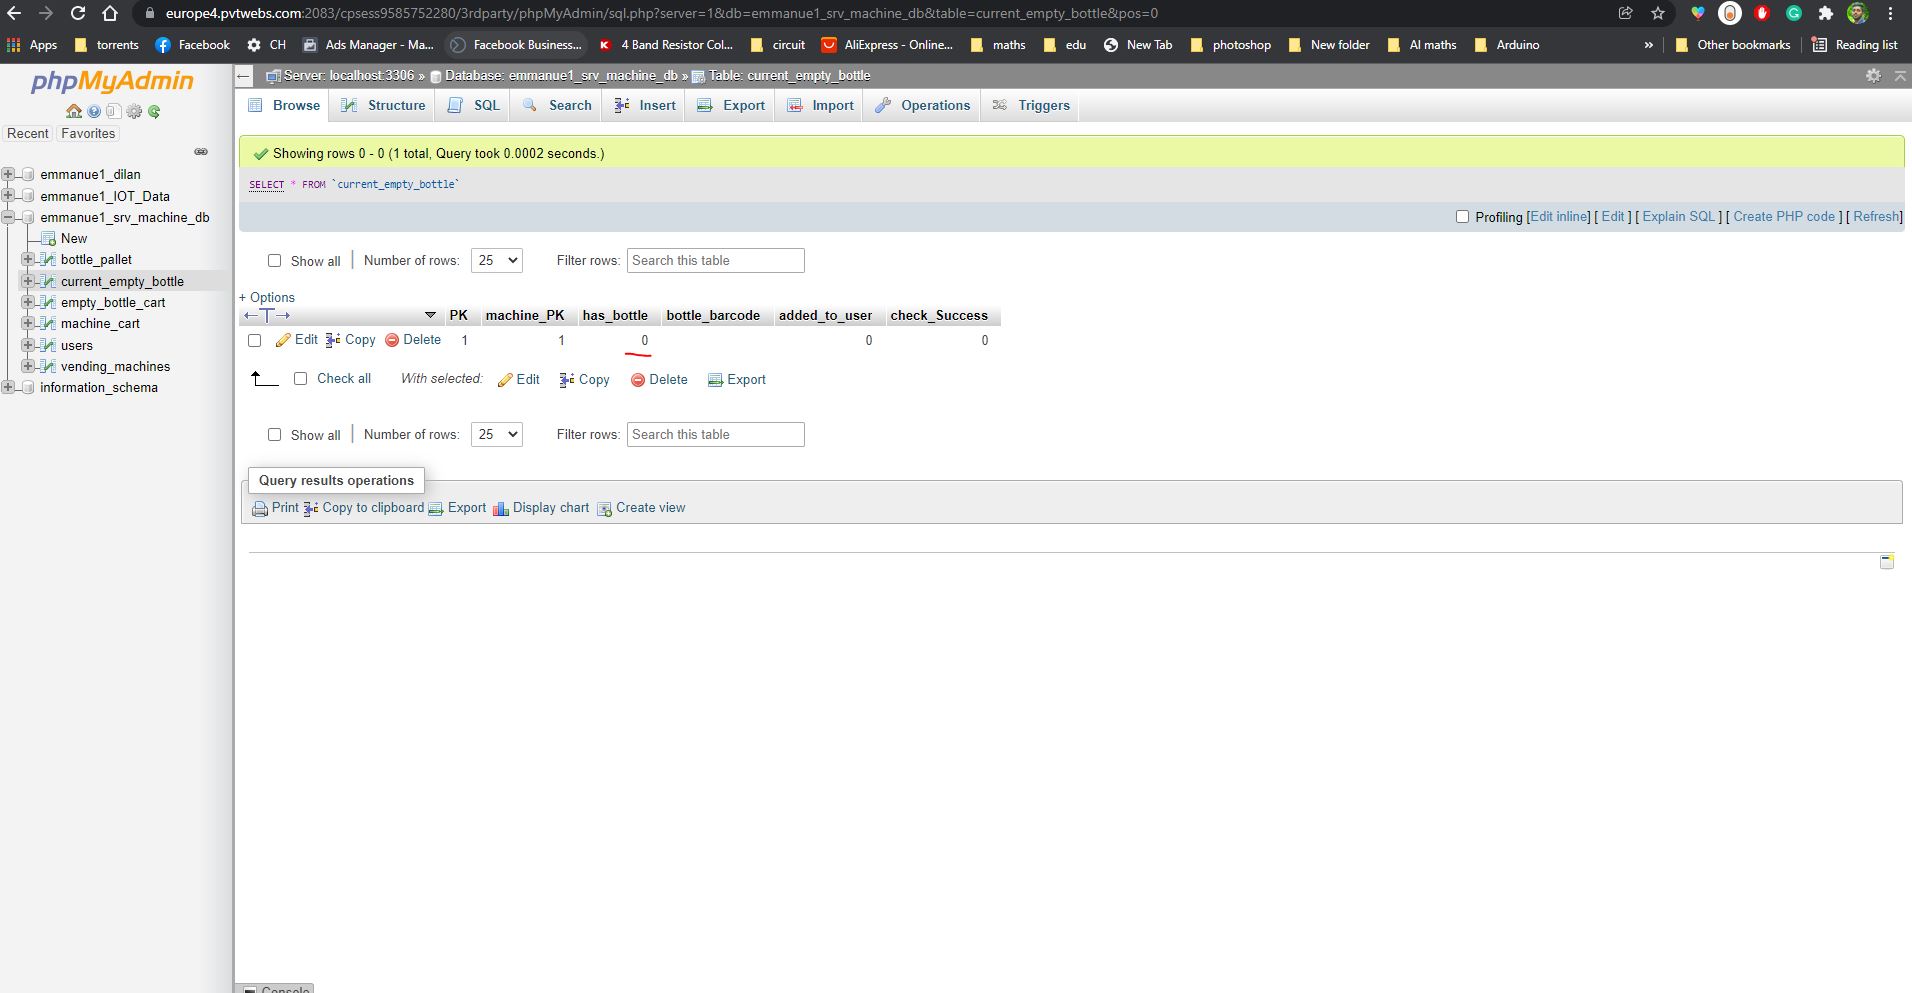 europe4.pvtwebs.com:2083/cpsess9585752280/3rdparty/phpMyAdmin/sql.php?server=1&db=emmanue1_srv_machine_db&table=current_empty_bottle&pos=0
Apps torrents Facebook CH Ads Manager - Ma... Facebook Business... 4 Band Resistor Col... circuit AliExpress - Online... maths edu New Tab photoshop New folder AI maths Arduino » Other bookmarks Reading list
phpMyAdmin
Recent Favorites
emmanue1_dilan
emmanue1_IOT_Data
emmanue1_srv_machine_db
New
bottle_pallet
current_empty_bottle
empty_bottle_cart
machine_cart
users
vending_machines
information_schema
Server: localhost:3306 » Database: emmanue1_srv_machine_db » Table: current_empty_bottle
Browse Structure SQL Search Insert Export Import Operations Triggers
Showing rows 0 - 0 (1 total, Query took 0.0002 seconds.)
SELECT * FROM `current_empty_bottle`
Profiling [Edit inline] [ Edit ] [ Explain SQL ] [ Create PHP code ] [ Refresh]
Show all Number of rows: 25 Filter rows: Search this table
+ Options
PK machine_PK has_bottle bottle_barcode added_to_user check_Success
Edit Copy Delete 1 1 0 0 0
Check all With selected: Edit Copy Delete Export
Show all Number of rows: 25 Filter rows: Search this table
Query results operations
Print Copy to clipboard Export Display chart Create view
Console